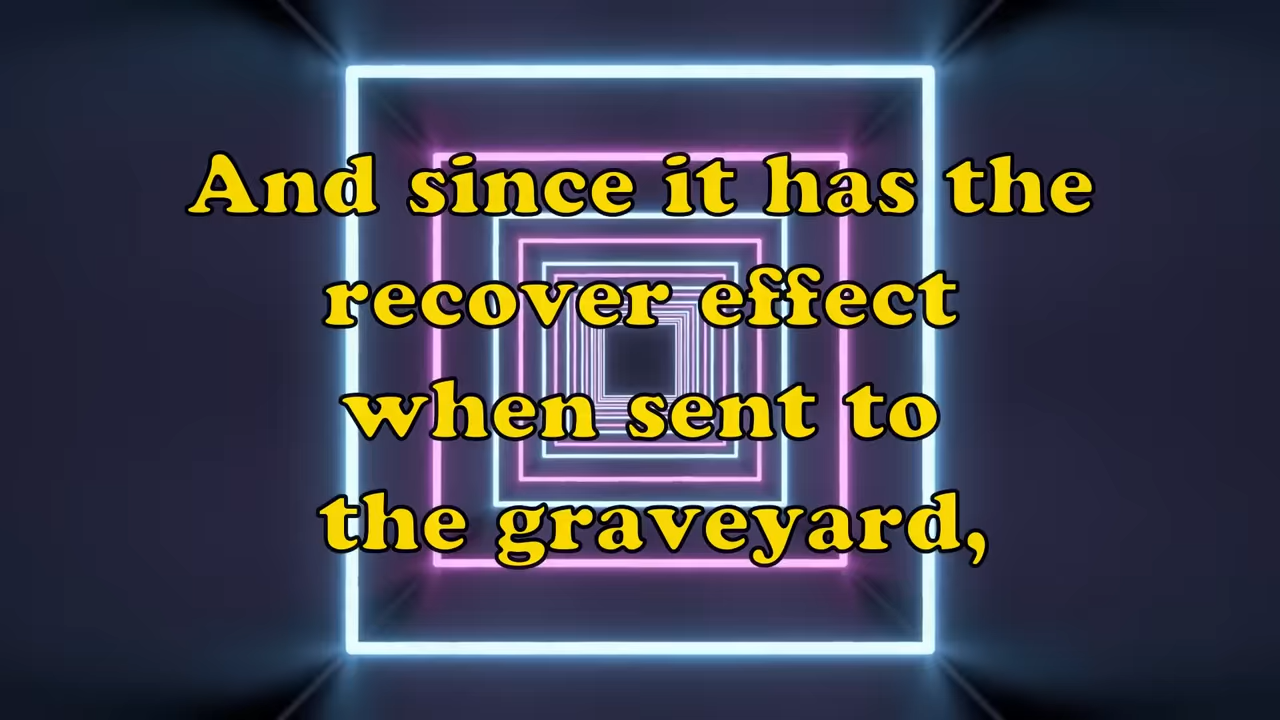 And since it has the
recover effect
when sent to
the graveyard,